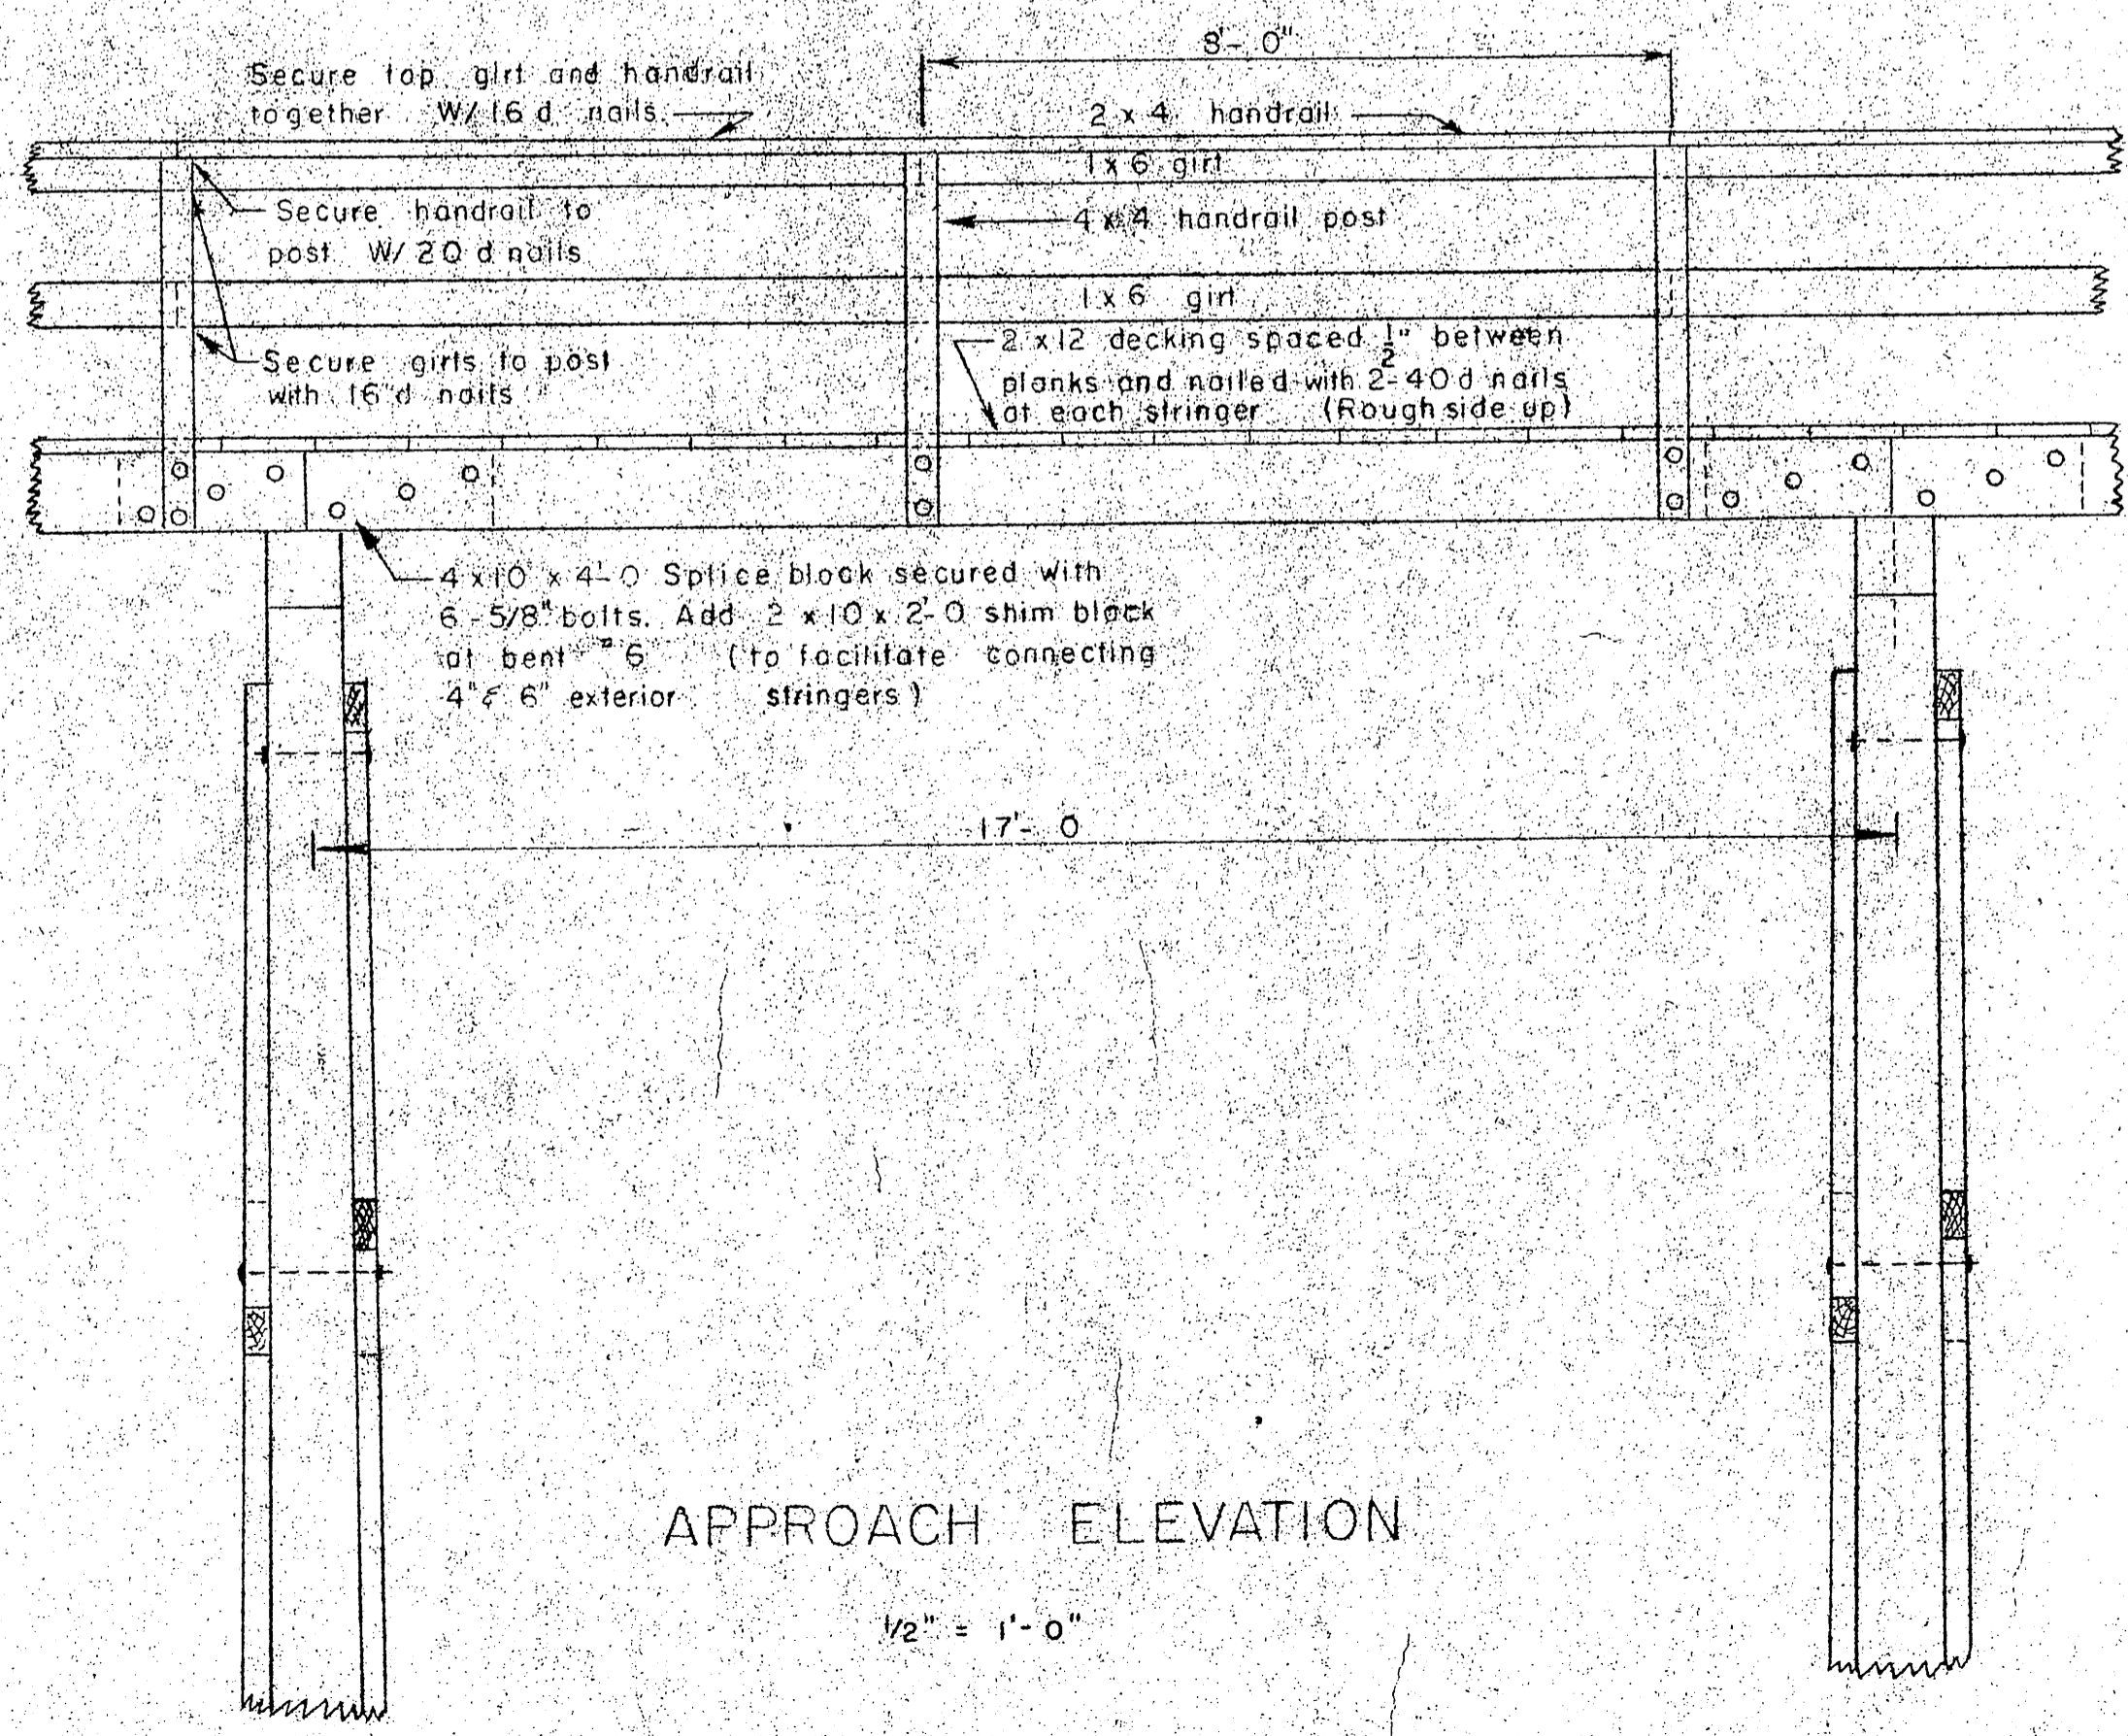 8'- 0"
Secure top girt and handrail
together W/ 16 d nails.
2 x 4 handrail
1 x 6 girt
Secure handrail to
post W/ 20 d nails
4 x 4 handrail post
1 x 6 girt
2 x 12 decking spaced 1/2" between
planks and nailed with 2-40 d nails
at each stringer (Rough side up)
Secure girts to post
with 16 d nails
4 x 10 x 4'-0 Splice block secured with
6 - 5/8" bolts. Add 2 x 10 x 2'-0 shim block
at bent # 6 (to facilitate connecting
4" & 6" exterior stringers)
17'- 0
APPROACH ELEVATION
1/2" = 1'- 0"